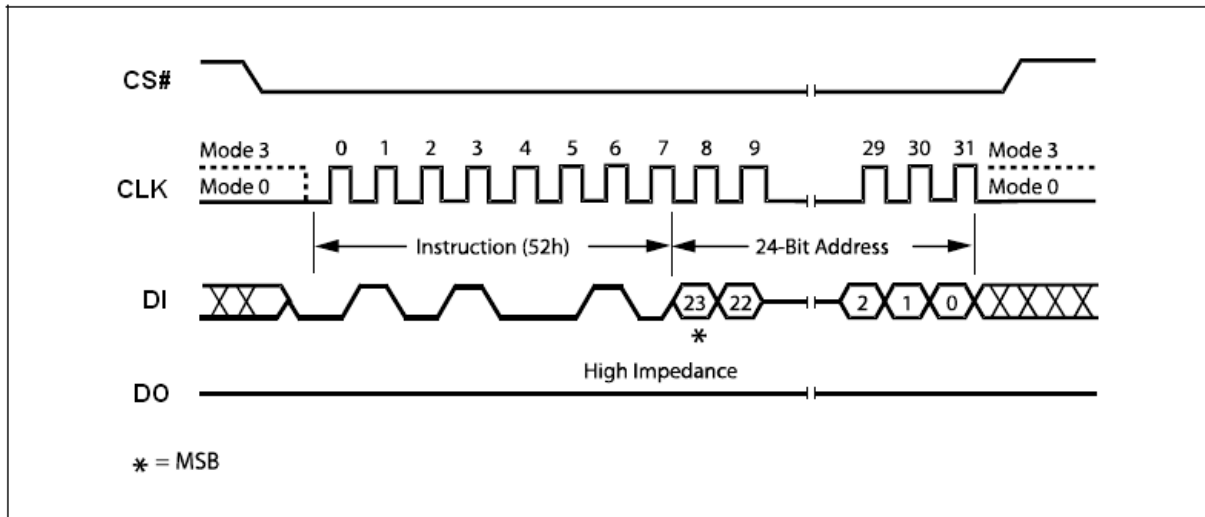 CS#
Mode 3
0 1 2 3 4 5 6 7 8 9 29 30 31
Mode 3
CLK
Mode 0
Mode 0
Instruction (52h)
24-Bit Address
DI
23 22 2 1 0
*
High Impedance
DO
* = MSB